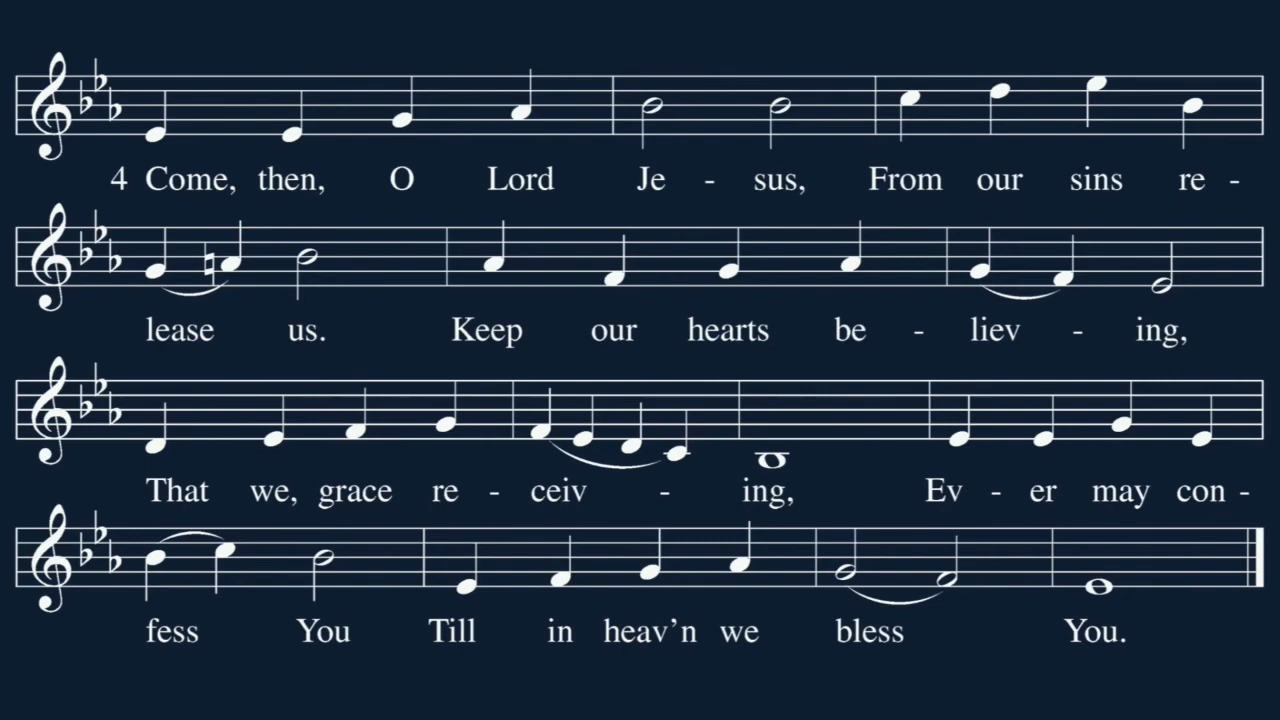 4 Come, then, O Lord Je - sus, From our sins re -
lease us. Keep our hearts be - liev - ing,
That we, grace re - ceiv - ing, Ev - er may con -
fess You Till in heav’n we bless You.